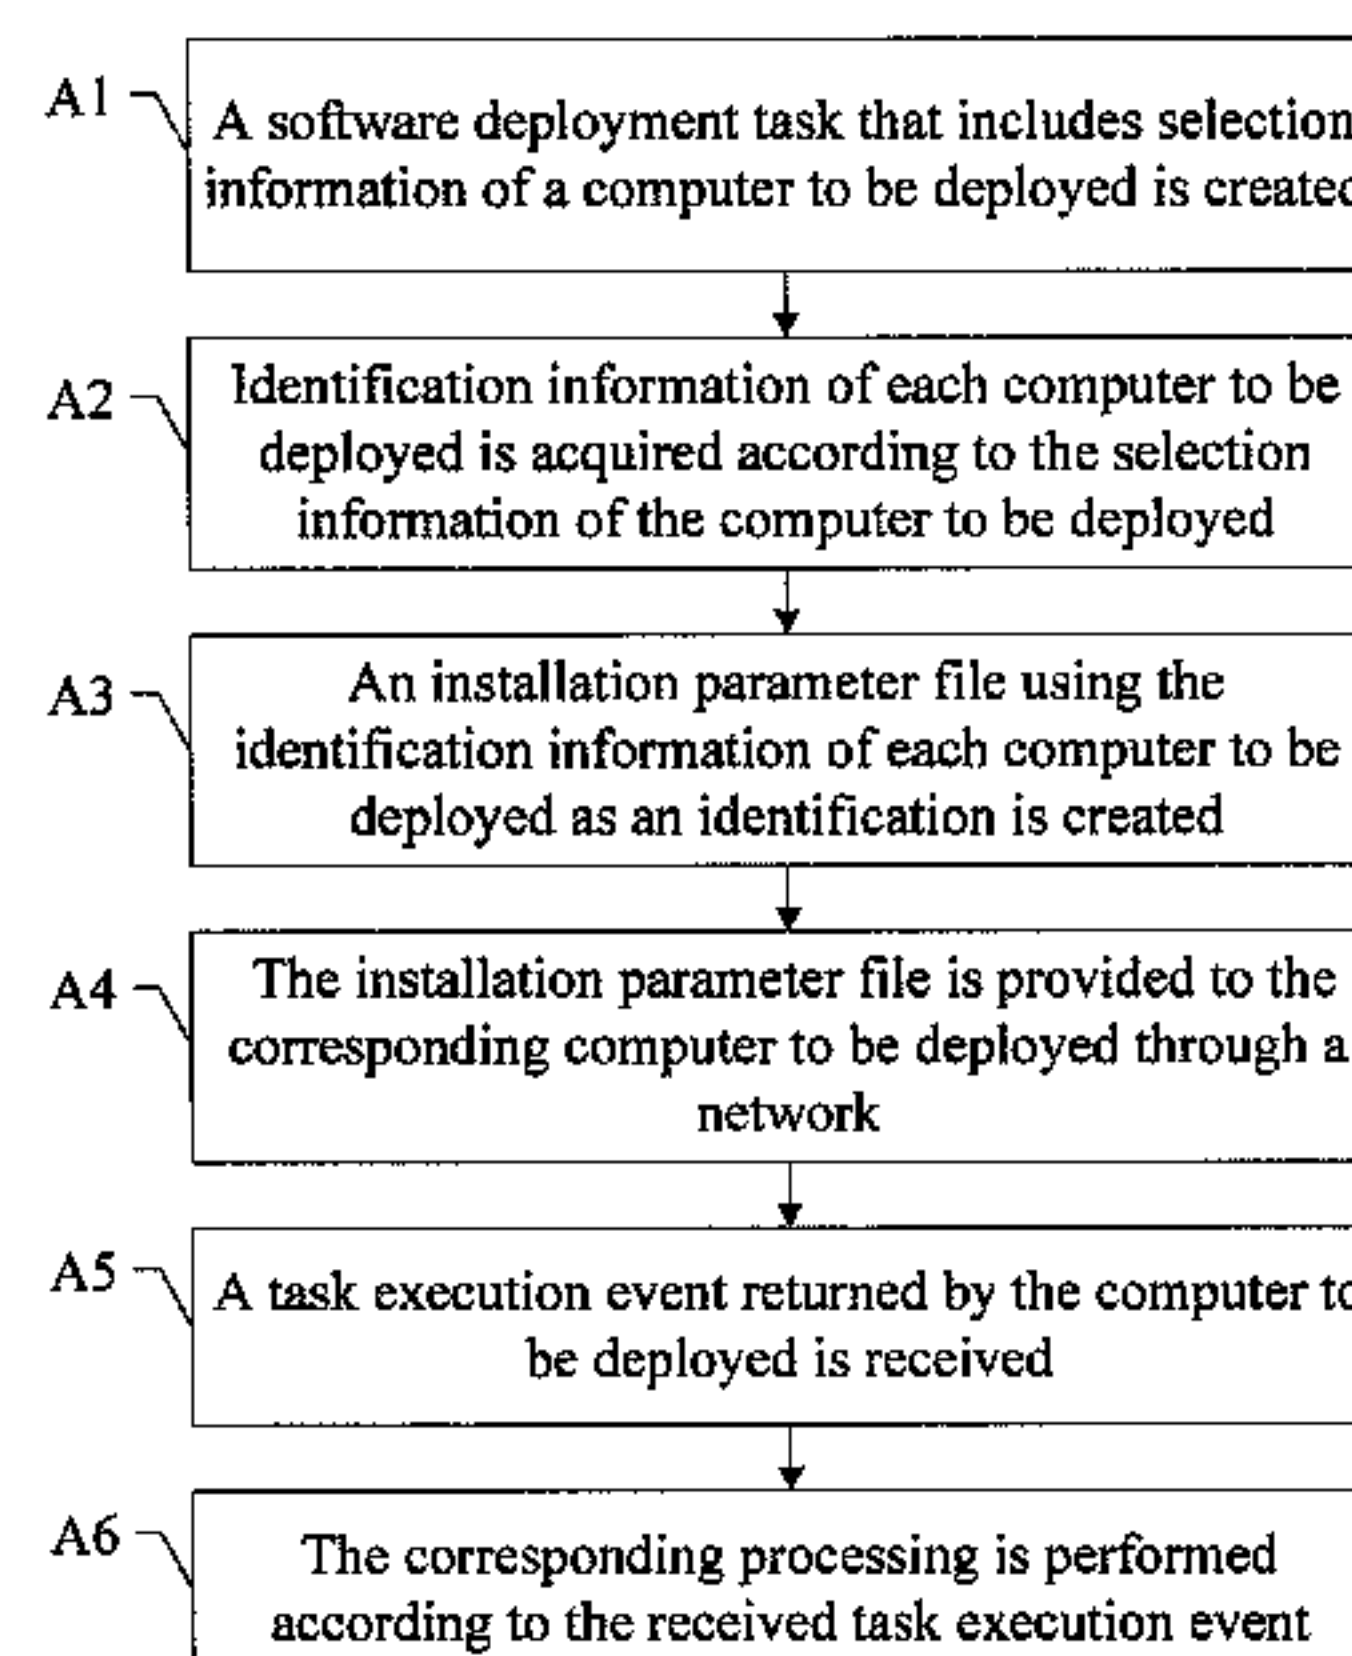 A1
A software deployment task that includes selection
information of a computer to be deployed is created
A2
Identification information of each computer to be
deployed is acquired according to the selection
information of the computer to be deployed
A3
An installation parameter file using the
identification information of each computer to be
deployed as an identification is created
A4
The installation parameter file is provided to the
corresponding computer to be deployed through a
network
A5
A task execution event returned by the computer to
be deployed is received
A6
The corresponding processing is performed
according to the received task execution event